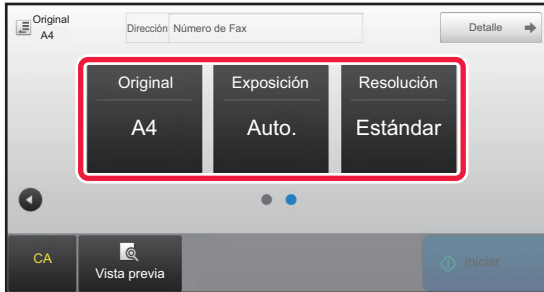 Original
A4
Dirección Número de Fax
Detalle
Original Exposición Resolución
A4 Auto. Estándar
CA
Vista previa
Iniciar